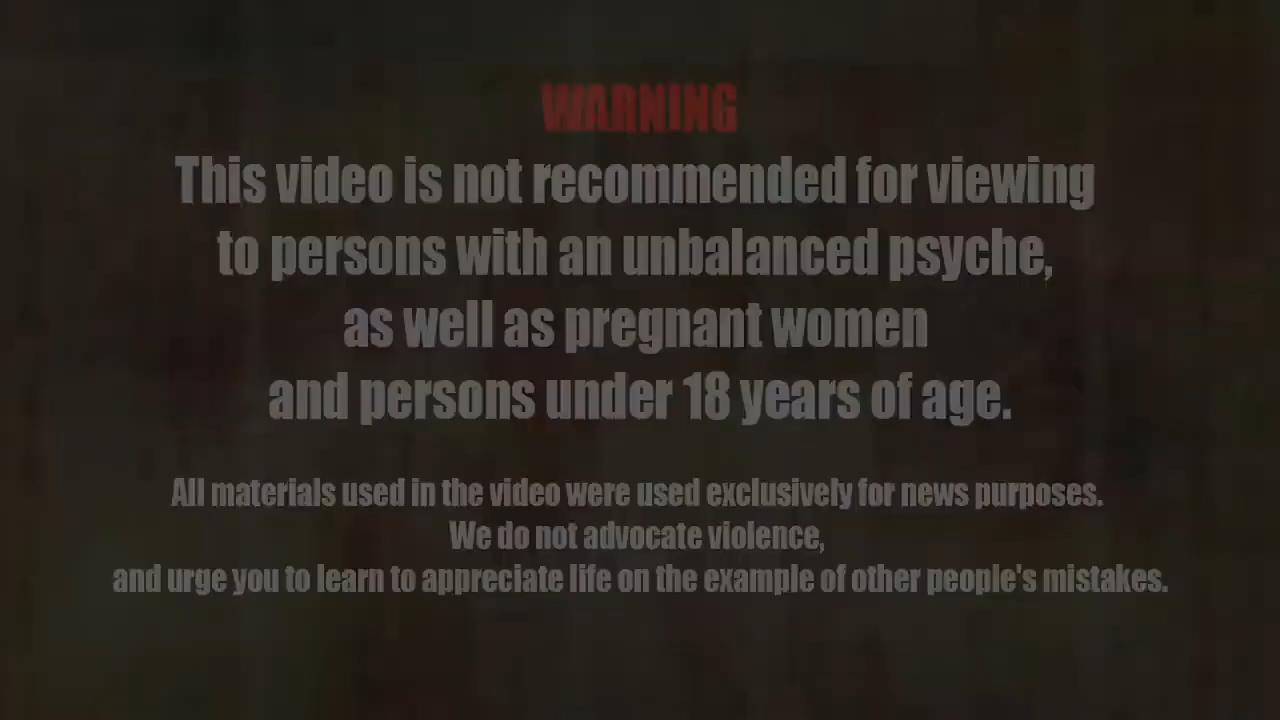 WARNING
This video is not recommended for viewing
to persons with an unbalanced psyche,
as well as pregnant women
and persons under 18 years of age.
All materials used in the video were used exclusively for news purposes.
We do not advocate violence,
and urge you to learn to appreciate life on the example of other people's mistakes.